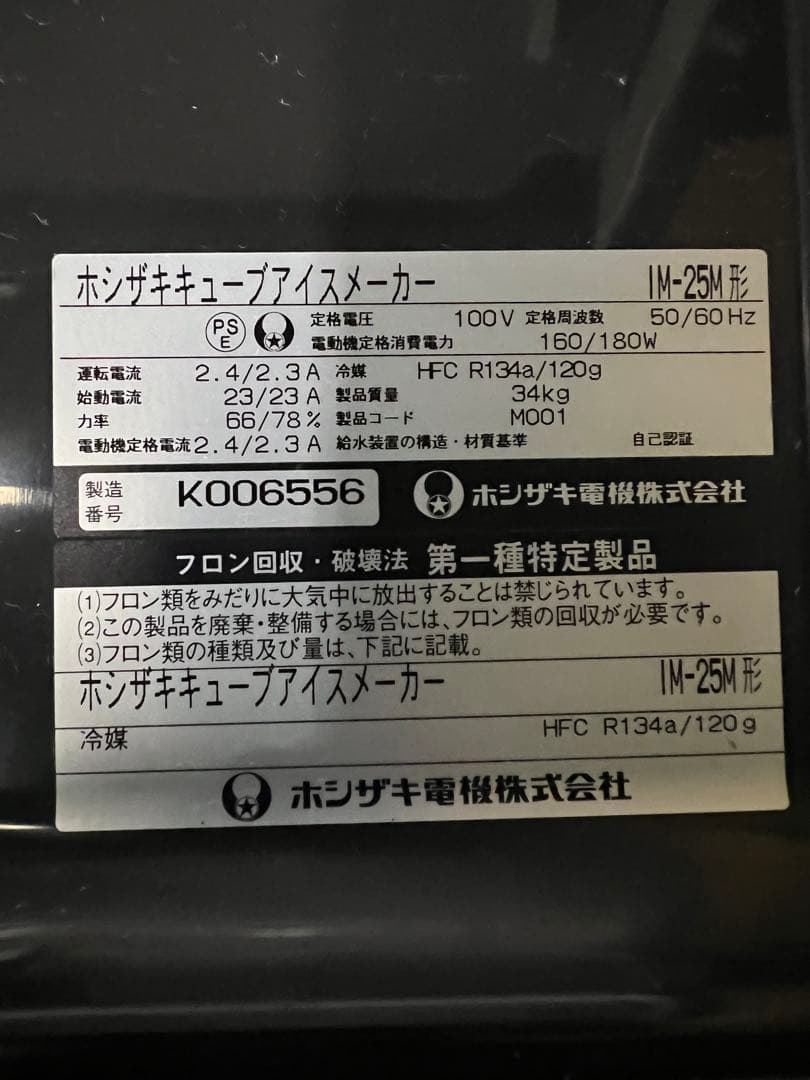 ホシザキキューブアイスメーカー IM-25M形
PS E 定格電圧 100V 定格周波数 50/60Hz
電動機定格消費電力 160/180W
運転電流 2.4/2.3A 冷媒 HFC R134a/120g
始動電流 23/23A 製品質量 34kg
力率 66/78% 製品コード M001
電動機定格電流 2.4/2.3A 給水装置の構造・材質基準 自己認証
製造番号 K006556 ホシザキ電機株式会社
フロン回収・破壊法 第一種特定製品
(1)フロン類をみだりに大気中に放出することは禁じられています。
(2)この製品を廃棄・整備する場合には、フロン類の回収が必要です。
(3)フロン類の種類及び量は、下記に記載。
ホシザキキューブアイスメーカー IM-25M形
冷媒 HFC R134a/120g
ホシザキ電機株式会社